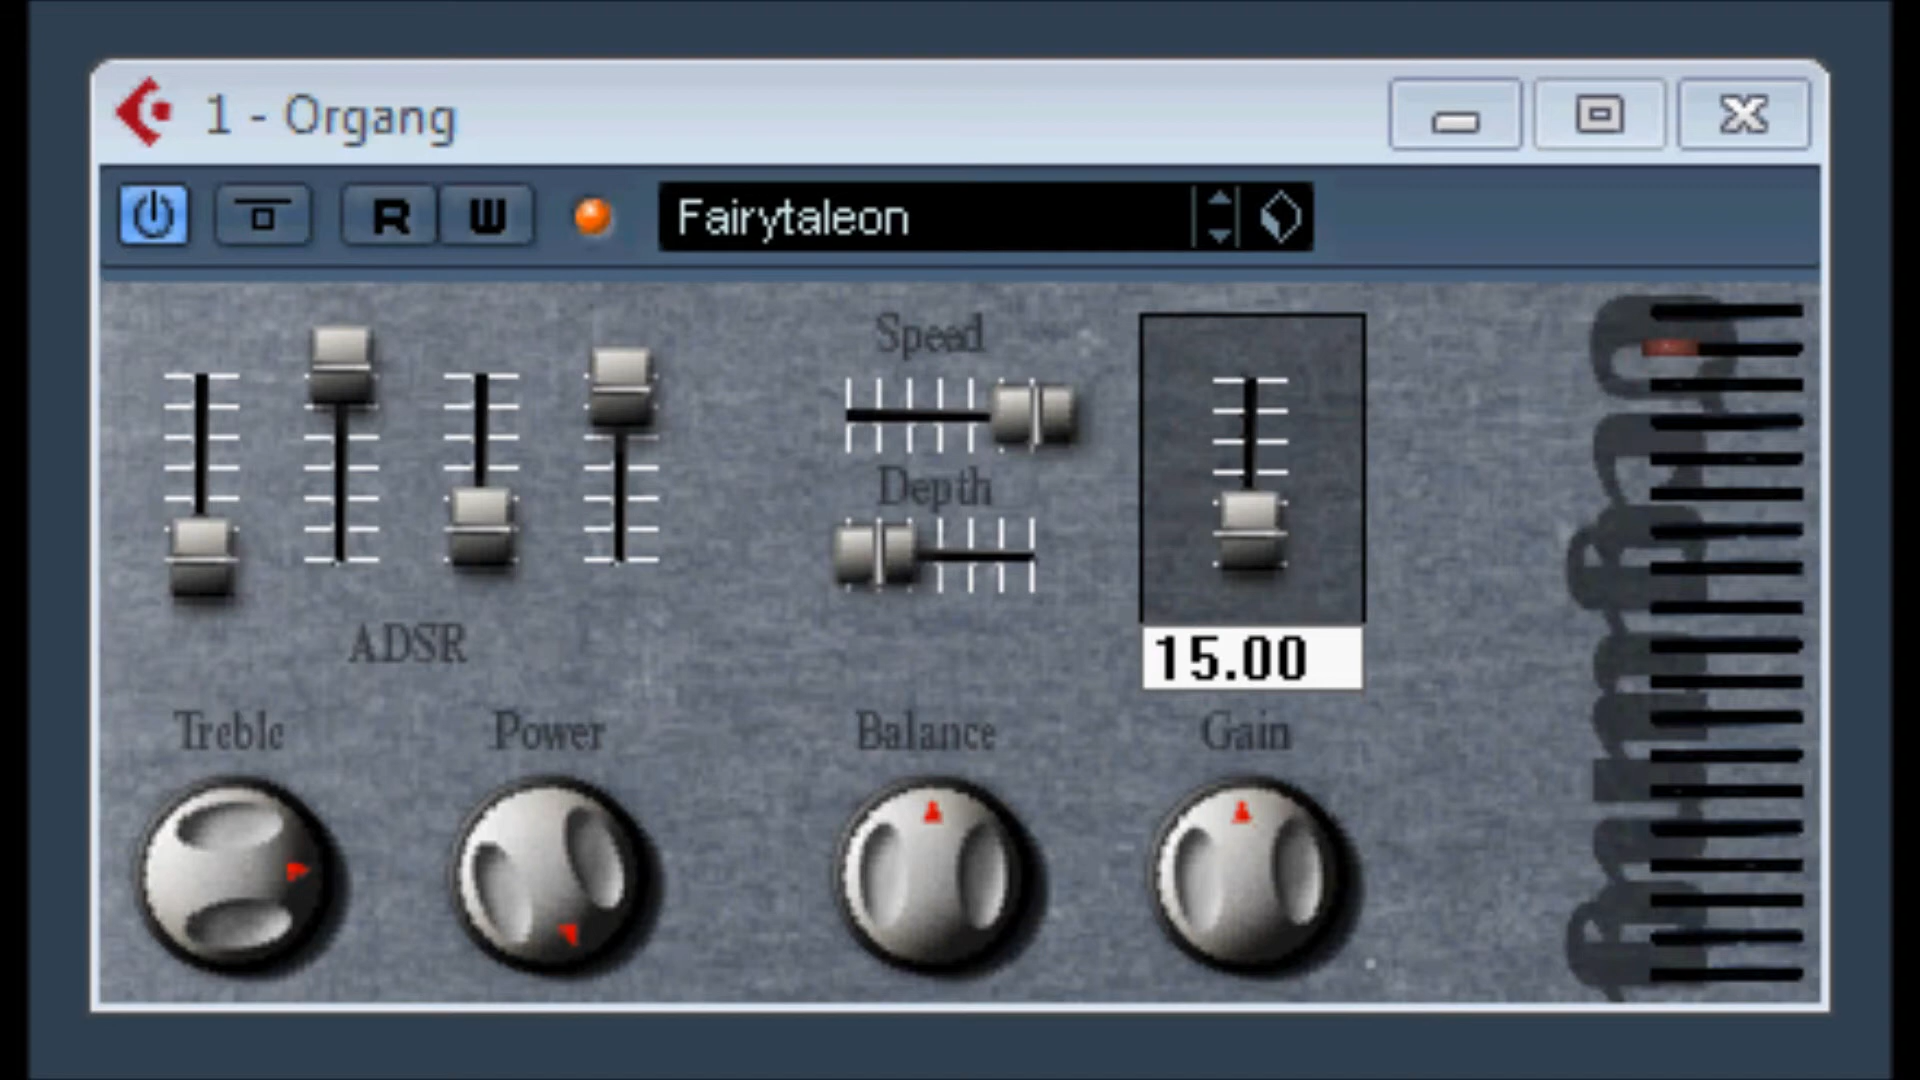 1 - Organg
R W Fairytaleon
Speed
Depth
ADSR
15.00
Treble Power Balance Gain